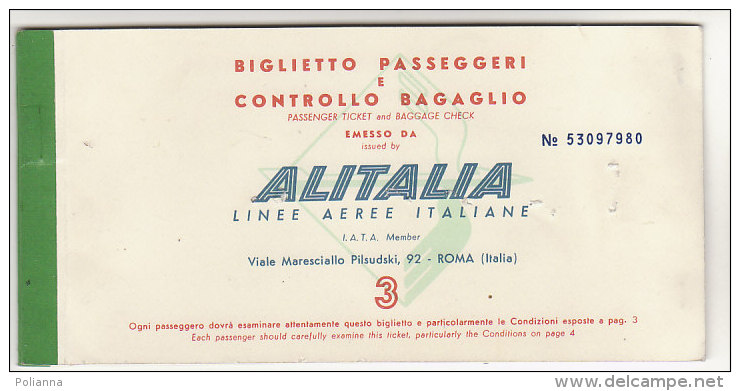 BIGLIETTO PASSEGGERI
E
CONTROLLO BAGAGLIO
PASSENGER TICKET and BAGGAGE CHECK
EMESSO DA
issued by
Nº 53097980
ALITALIA
LINEE AEREE ITALIANE
I.A.T.A. Member
Viale Maresciallo Pilsudski, 92 - ROMA (Italia)
3
Ogni passeggero dovrà esaminare attentamente questo biglietto e particolarmente le Condizioni esposte a pag. 3
Each passenger should carefully examine this ticket, particularly the Conditions on page 4
Polianna
delcampe.net